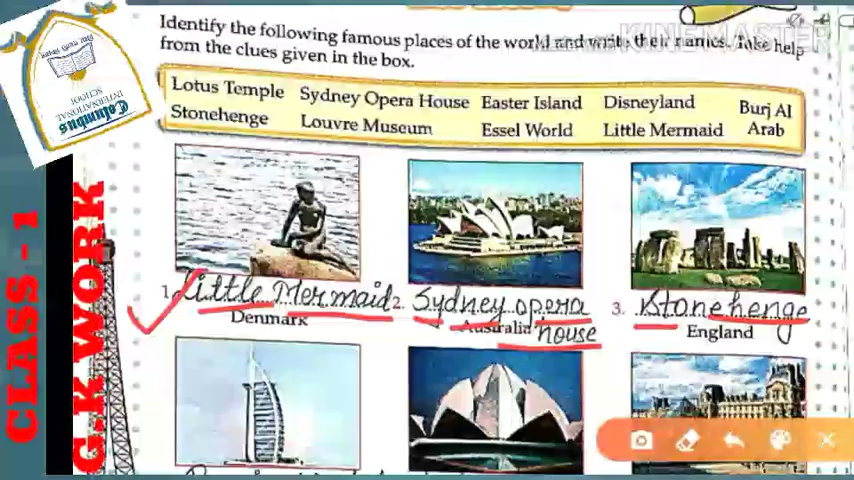 Identify the following famous places of the world and write their names. Take help
from the clues given in the box.
KINEMASTER
Columbus
INTERNATIONAL
SCHOOL
Lotus Temple Sydney Opera House Easter Island Disneyland Burj Al
Stonehenge Louvre Museum Essel World Little Mermaid Arab
1. Little Mermaid 2. Sydney opera 3. Stonehenge
Denmark Australia house England
CLASS - 1
G.K WORK